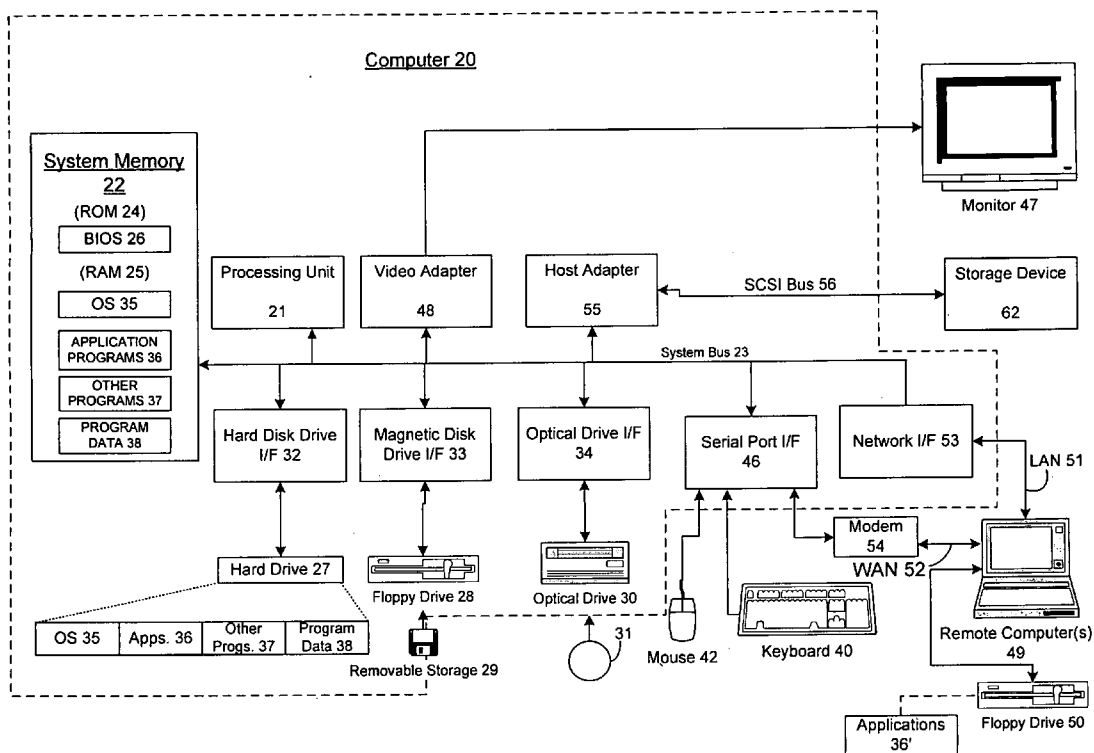 Computer 20
System Memory
22
(ROM 24)
BIOS 26
(RAM 25)
OS 35
APPLICATION
PROGRAMS 36
OTHER
PROGRAMS 37
PROGRAM
DATA 38
Processing Unit
21
Video Adapter
48
Host Adapter
55
SCSI Bus 56
Storage Device
62
Monitor 47
System Bus 23
Hard Disk Drive
I/F 32
Magnetic Disk
Drive I/F 33
Optical Drive I/F
34
Serial Port I/F
46
Network I/F 53
LAN 51
Modem
54
WAN 52
Hard Drive 27
Floppy Drive 28
Optical Drive 30
OS 35
Apps. 36
Other
Progs. 37
Program
Data 38
Removable Storage 29
31
Mouse 42
Keyboard 40
Remote Computer(s)
49
Floppy Drive 50
Applications
36'